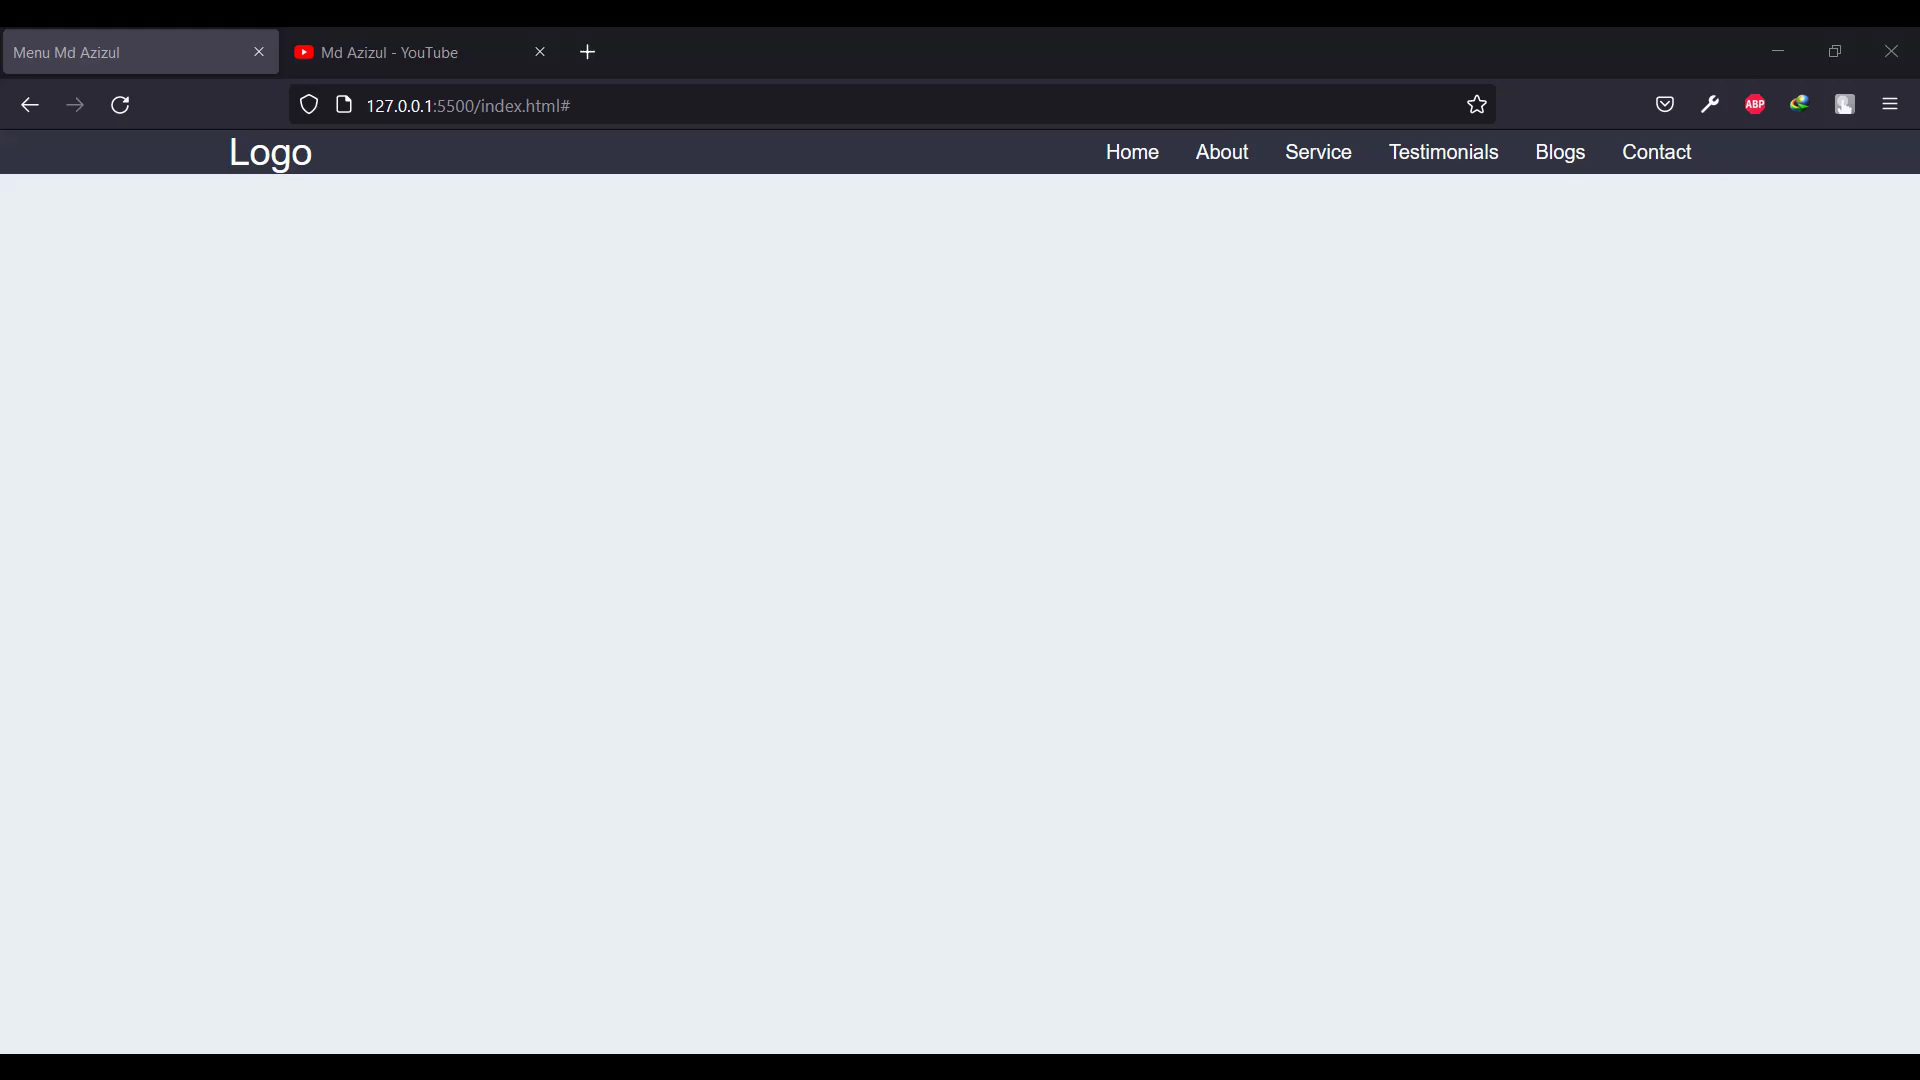 Menu Md Azizul
Md Azizul - YouTube
127.0.0.1:5500/index.html#
ABP
Logo
Home About Service Testimonials Blogs Contact